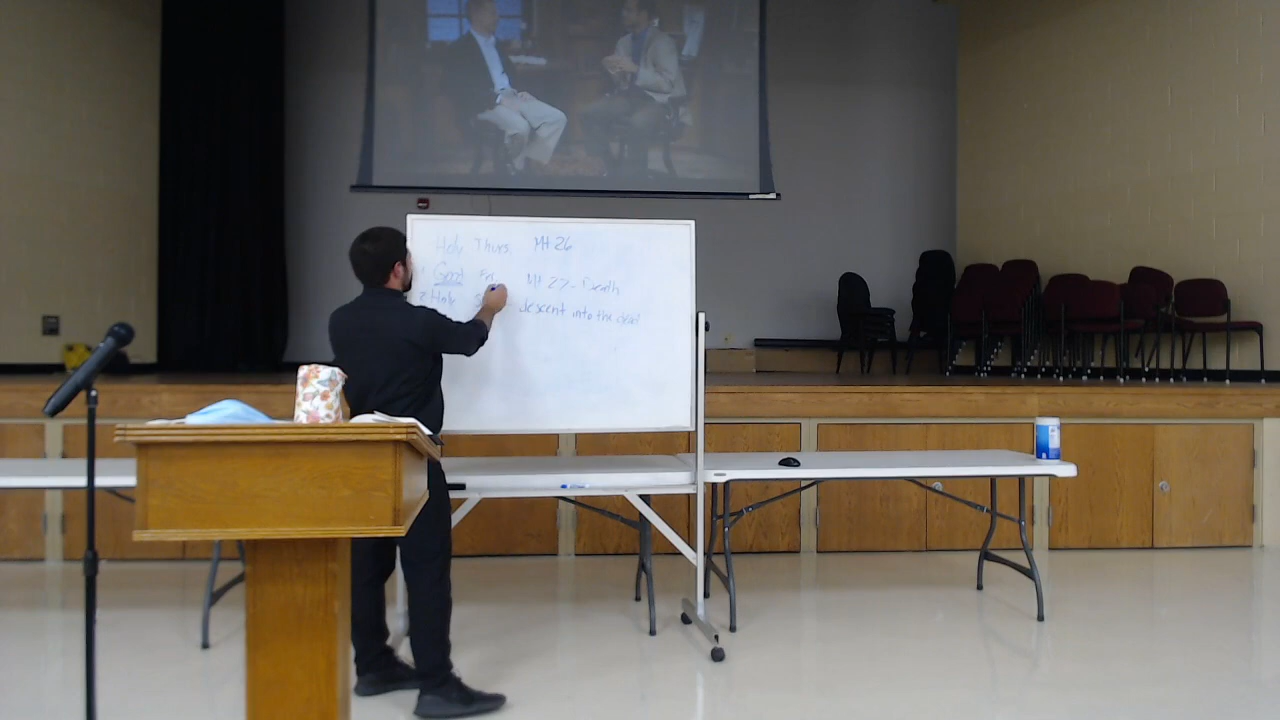 Holy Thurs. Mt 26
Good Fri Mt 27 - Death
Holy descent into the dead